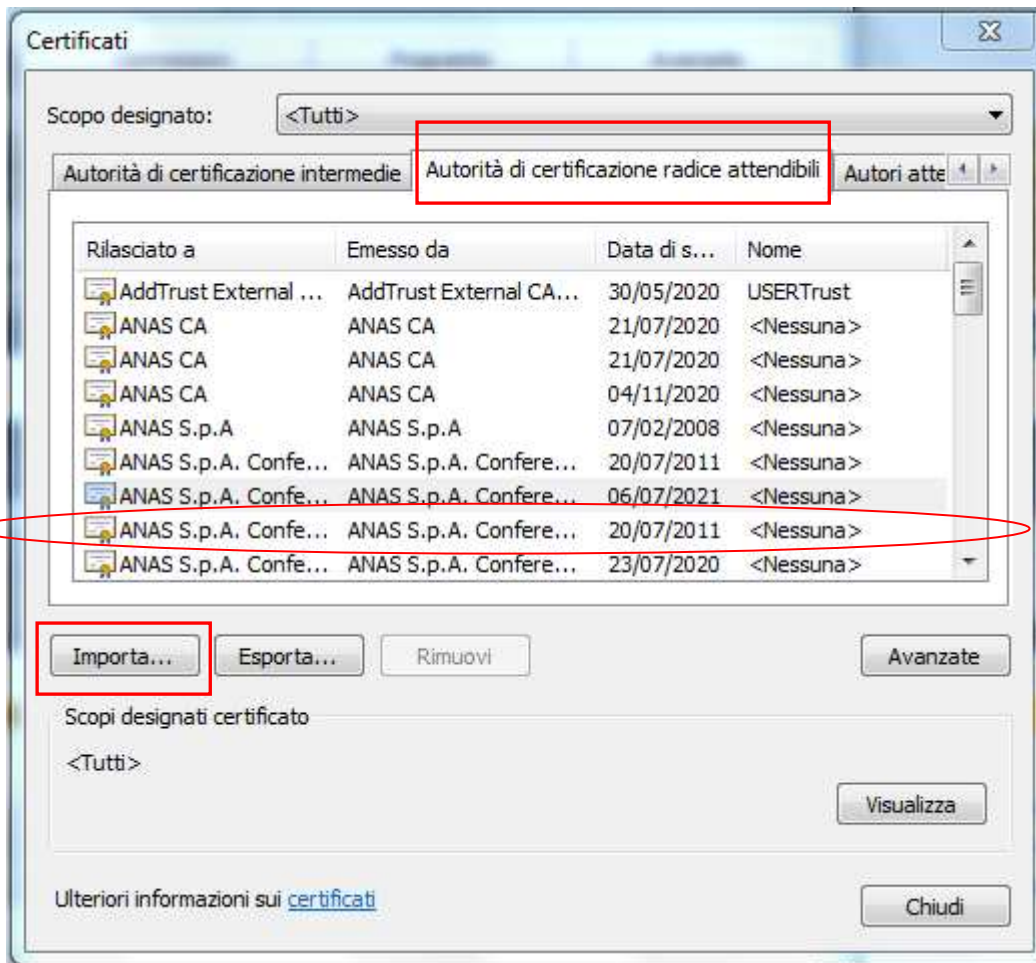 Certificati
Scopo designato: <Tutti>
Autorità di certificazione intermedie Autorità di certificazione radice attendibili Autori atte
Rilasciato a Emesso da Data di s... Nome
AddTrust External ... AddTrust External CA... 30/05/2020 USERTrust
ANAS CA ANAS CA 21/07/2020 <Nessuna>
ANAS CA ANAS CA 21/07/2020 <Nessuna>
ANAS CA ANAS CA 04/11/2020 <Nessuna>
ANAS S.p.A ANAS S.p.A 07/02/2008 <Nessuna>
ANAS S.p.A. Confe... ANAS S.p.A. Confere... 20/07/2011 <Nessuna>
ANAS S.p.A. Confe... ANAS S.p.A. Confere... 06/07/2021 <Nessuna>
ANAS S.p.A. Confe... ANAS S.p.A. Confere... 20/07/2011 <Nessuna>
ANAS S.p.A. Confe... ANAS S.p.A. Confere... 23/07/2020 <Nessuna>
Importa... Esporta... Rimuovi Avanzate
Scopi designati certificato
<Tutti>
Visualizza
Ulteriori informazioni sui certificati
Chiudi